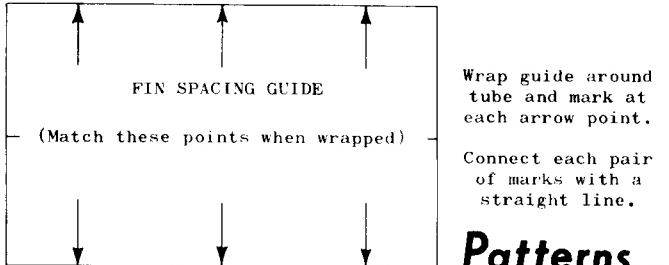 FIN SPACING GUIDE
(Match these points when wrapped)
Wrap guide around
tube and mark at
each arrow point.
Connect each pair
of marks with a
straight line.
Patterns